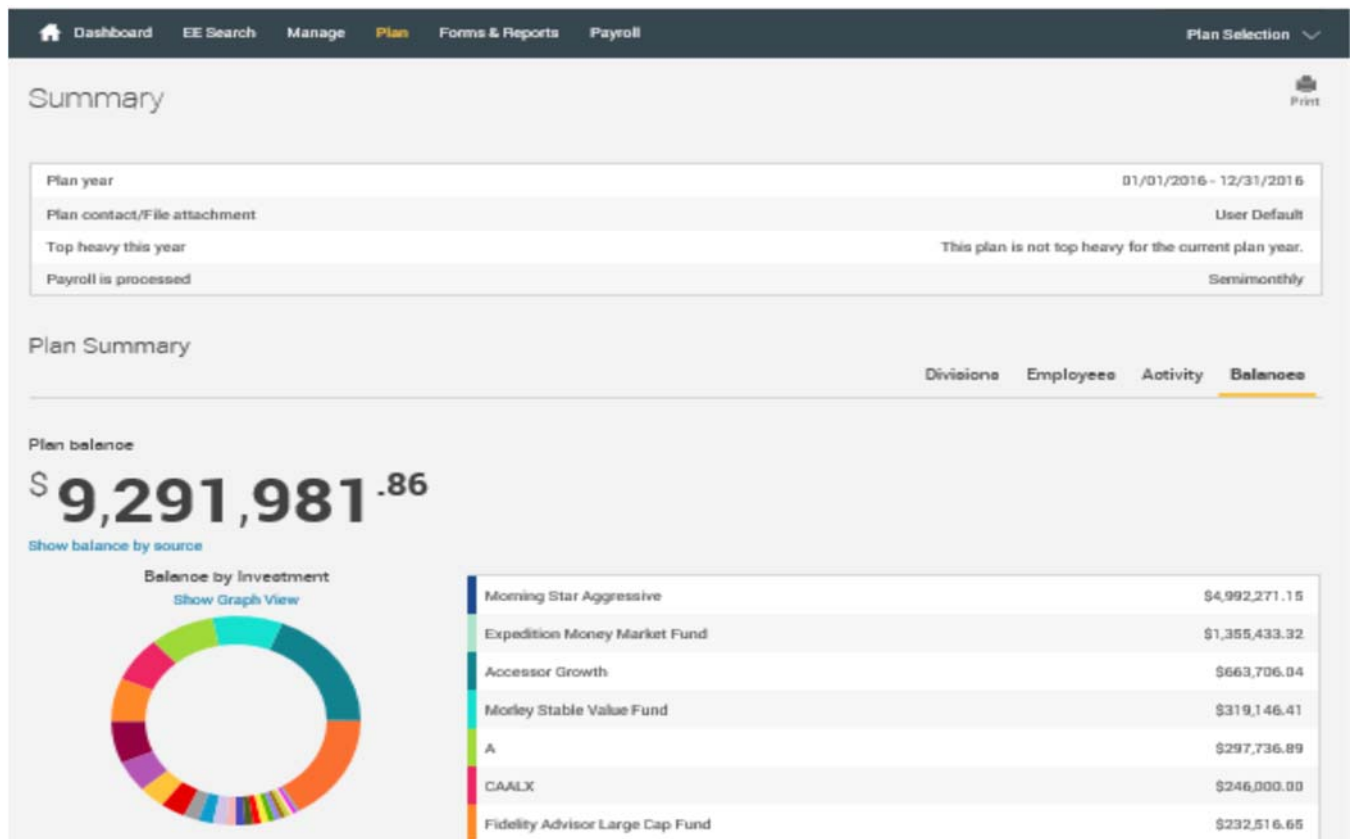 Dashboard EE Search Manage Plan Forms & Reports Payroll Plan Selection
Summary
Print
Plan year 01/01/2016 - 12/31/2016
Plan contact/File attachment User Default
Top heavy this year This plan is not top heavy for the current plan year.
Payroll is processed Semimonthly
Plan Summary
Divisions Employees Activity Balances
Plan balance
$9,291,981.86
Show balance by source
Balance by Investment
Show Graph View
Morning Star Aggressive $4,992,271.15
Expedition Money Market Fund $1,355,433.32
Accessor Growth $663,706.04
Morley Stable Value Fund $319,146.41
A $297,736.89
CAALX $246,000.00
Fidelity Advisor Large Cap Fund $232,516.65